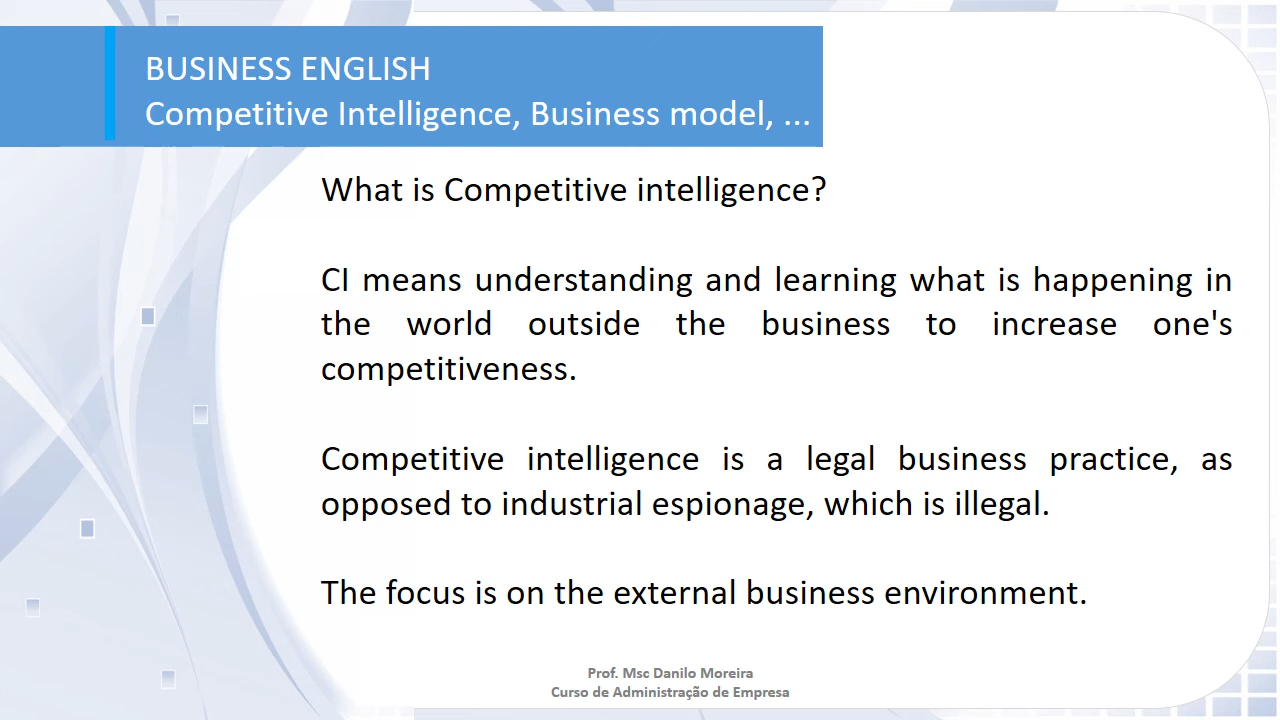 BUSINESS ENGLISH
Competitive Intelligence, Business model, ...
What is Competitive intelligence?
CI means understanding and learning what is happening in
the world outside the business to increase one's
competitiveness.
Competitive intelligence is a legal business practice, as
opposed to industrial espionage, which is illegal.
The focus is on the external business environment.
Prof. Msc Danilo Moreira
Curso de Administração de Empresa